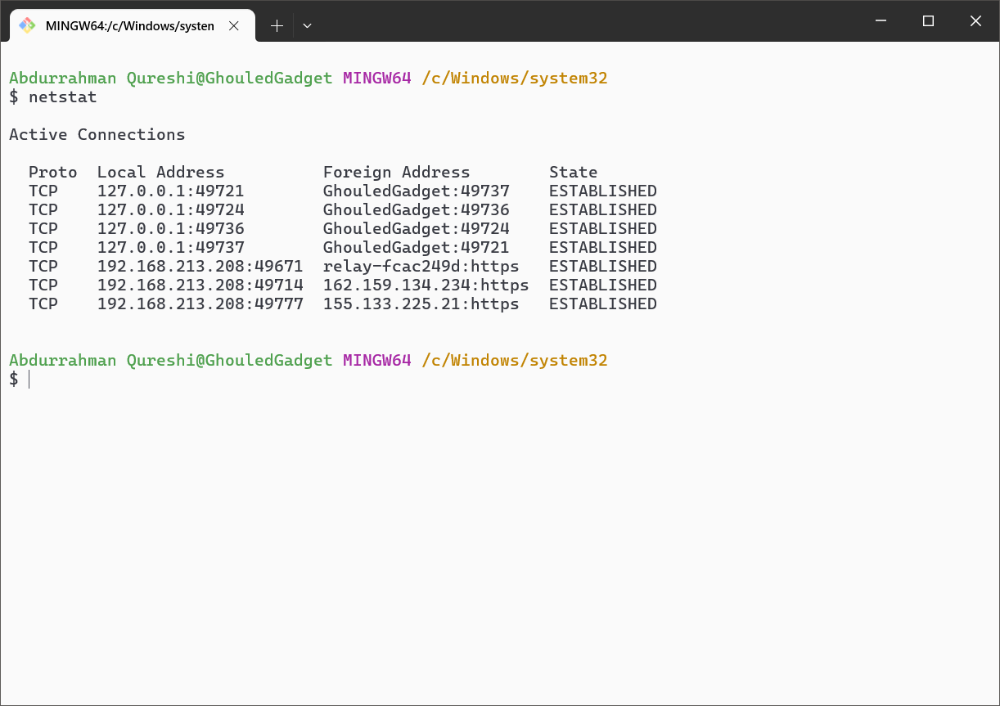 MINGW64:/c/Windows/systen
Abdurrahman Qureshi@GhouledGadget MINGW64 /c/Windows/system32
$ netstat
Active Connections
Proto  Local Address          Foreign Address        State
TCP    127.0.0.1:49721        GhouledGadget:49737    ESTABLISHED
TCP    127.0.0.1:49724        GhouledGadget:49736    ESTABLISHED
TCP    127.0.0.1:49736        GhouledGadget:49724    ESTABLISHED
TCP    127.0.0.1:49737        GhouledGadget:49721    ESTABLISHED
TCP    192.168.213.208:49671  relay-fcac249d:https   ESTABLISHED
TCP    192.168.213.208:49714  162.159.134.234:https  ESTABLISHED
TCP    192.168.213.208:49777  155.133.225.21:https   ESTABLISHED
Abdurrahman Qureshi@GhouledGadget MINGW64 /c/Windows/system32
$